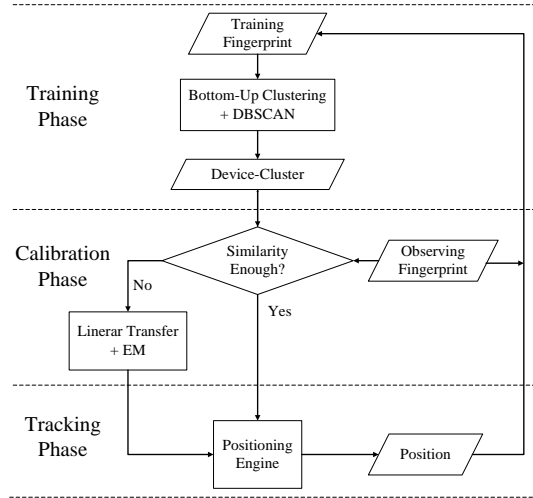 Training
Fingerprint
Training
Phase
Bottom-Up Clustering
+ DBSCAN
Device-Cluster
Calibration
Phase
Similarity
Enough?
Observing
Fingerprint
No
Yes
Linerar Transfer
+ EM
Tracking
Phase
Positioning
Engine
Position